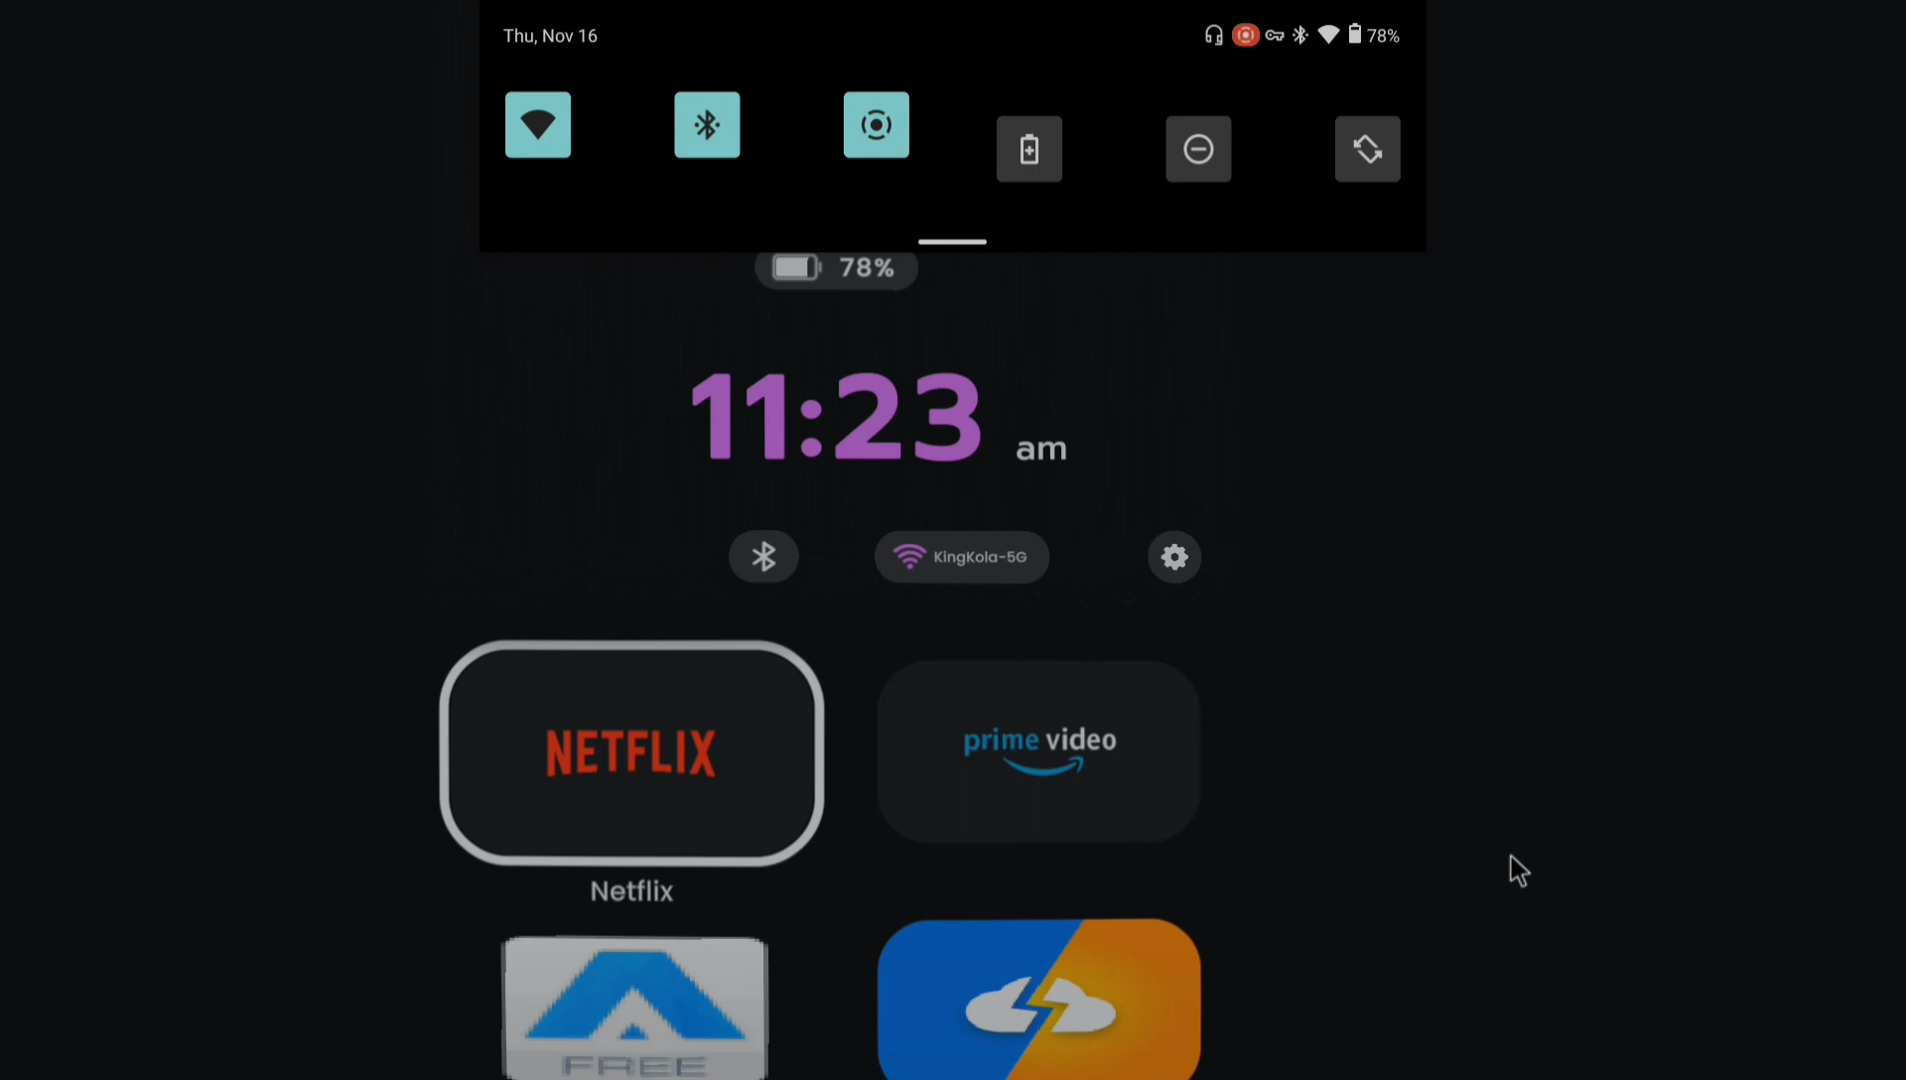 Thu, Nov 16
78%
78%
11:23 am
KingKola-5G
NETFLIX
prime video
Netflix
FREE